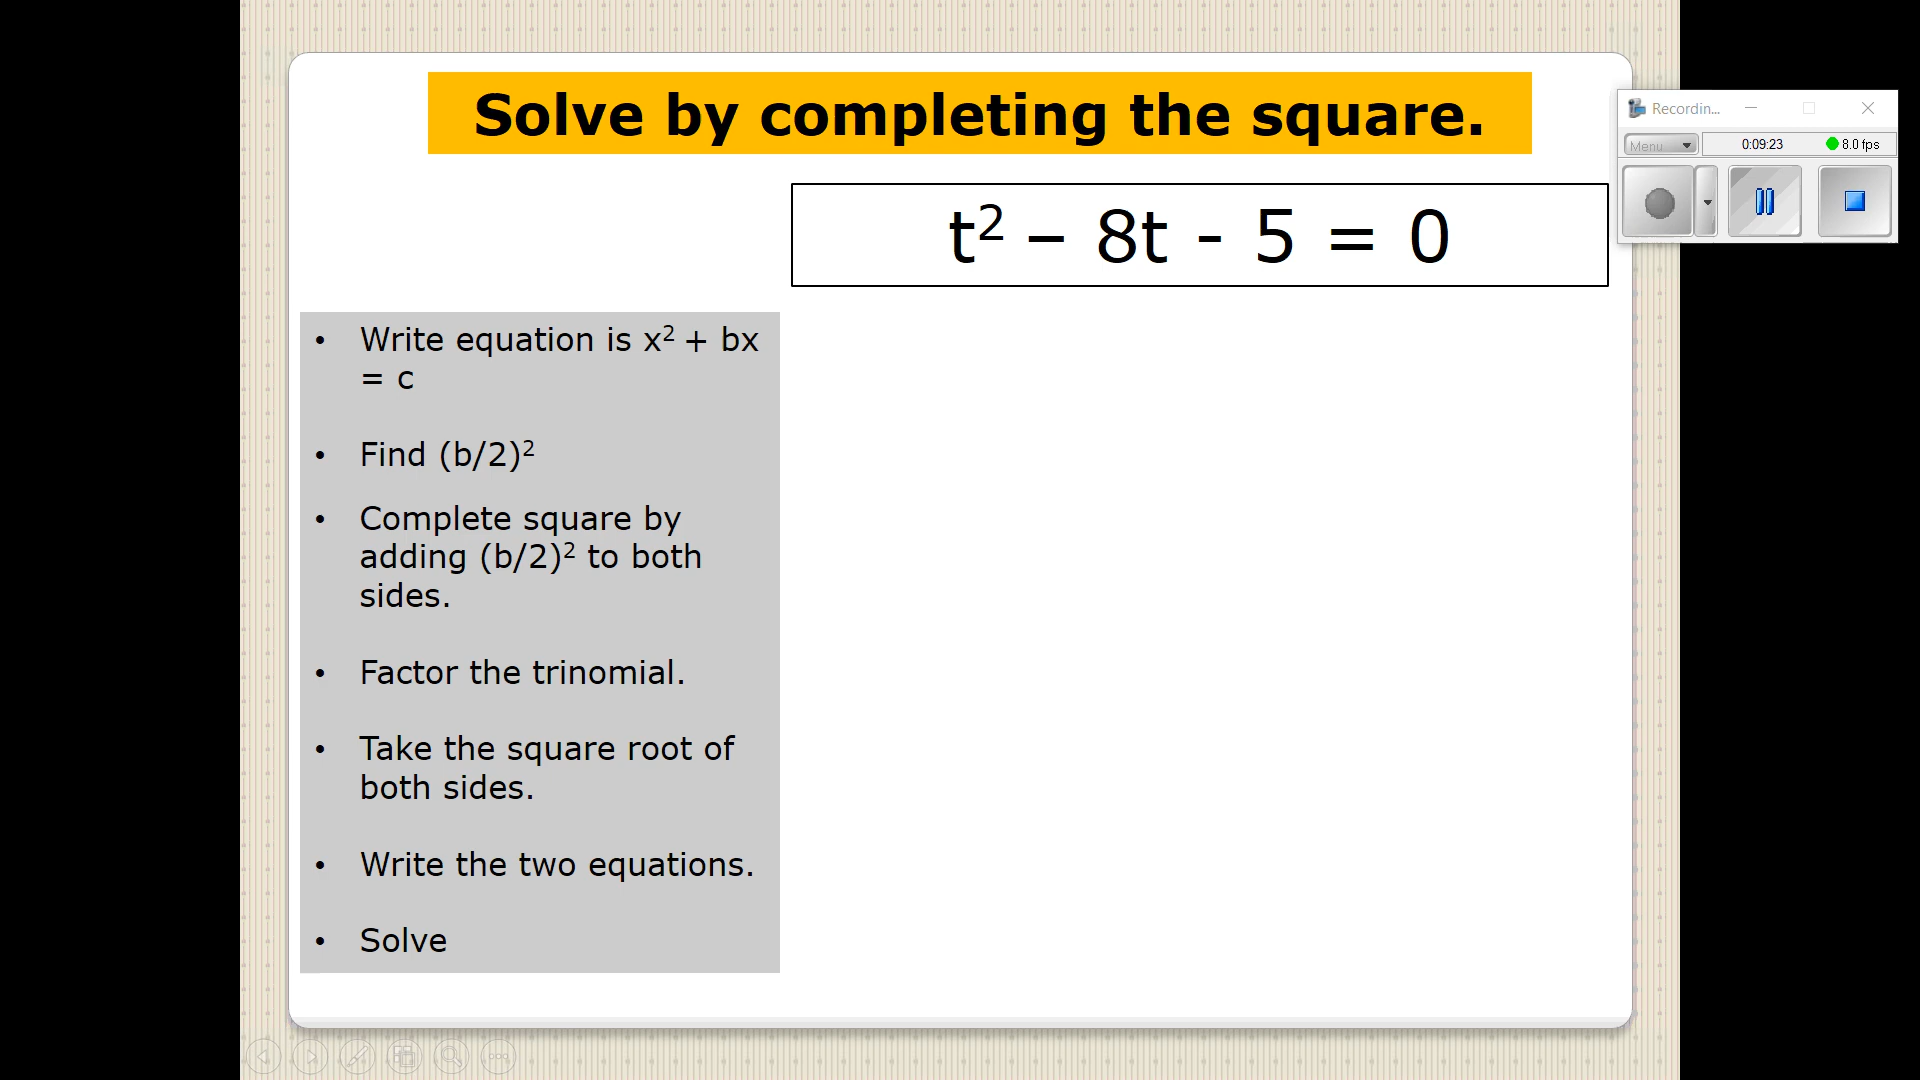 Solve by completing the square.
Recordin...
Menu
0:09:23
8.0 fps
t² – 8t - 5 = 0
• Write equation is x² + bx
= c
• Find (b/2)²
• Complete square by
adding (b/2)² to both
sides.
• Factor the trinomial.
• Take the square root of
both sides.
• Write the two equations.
• Solve